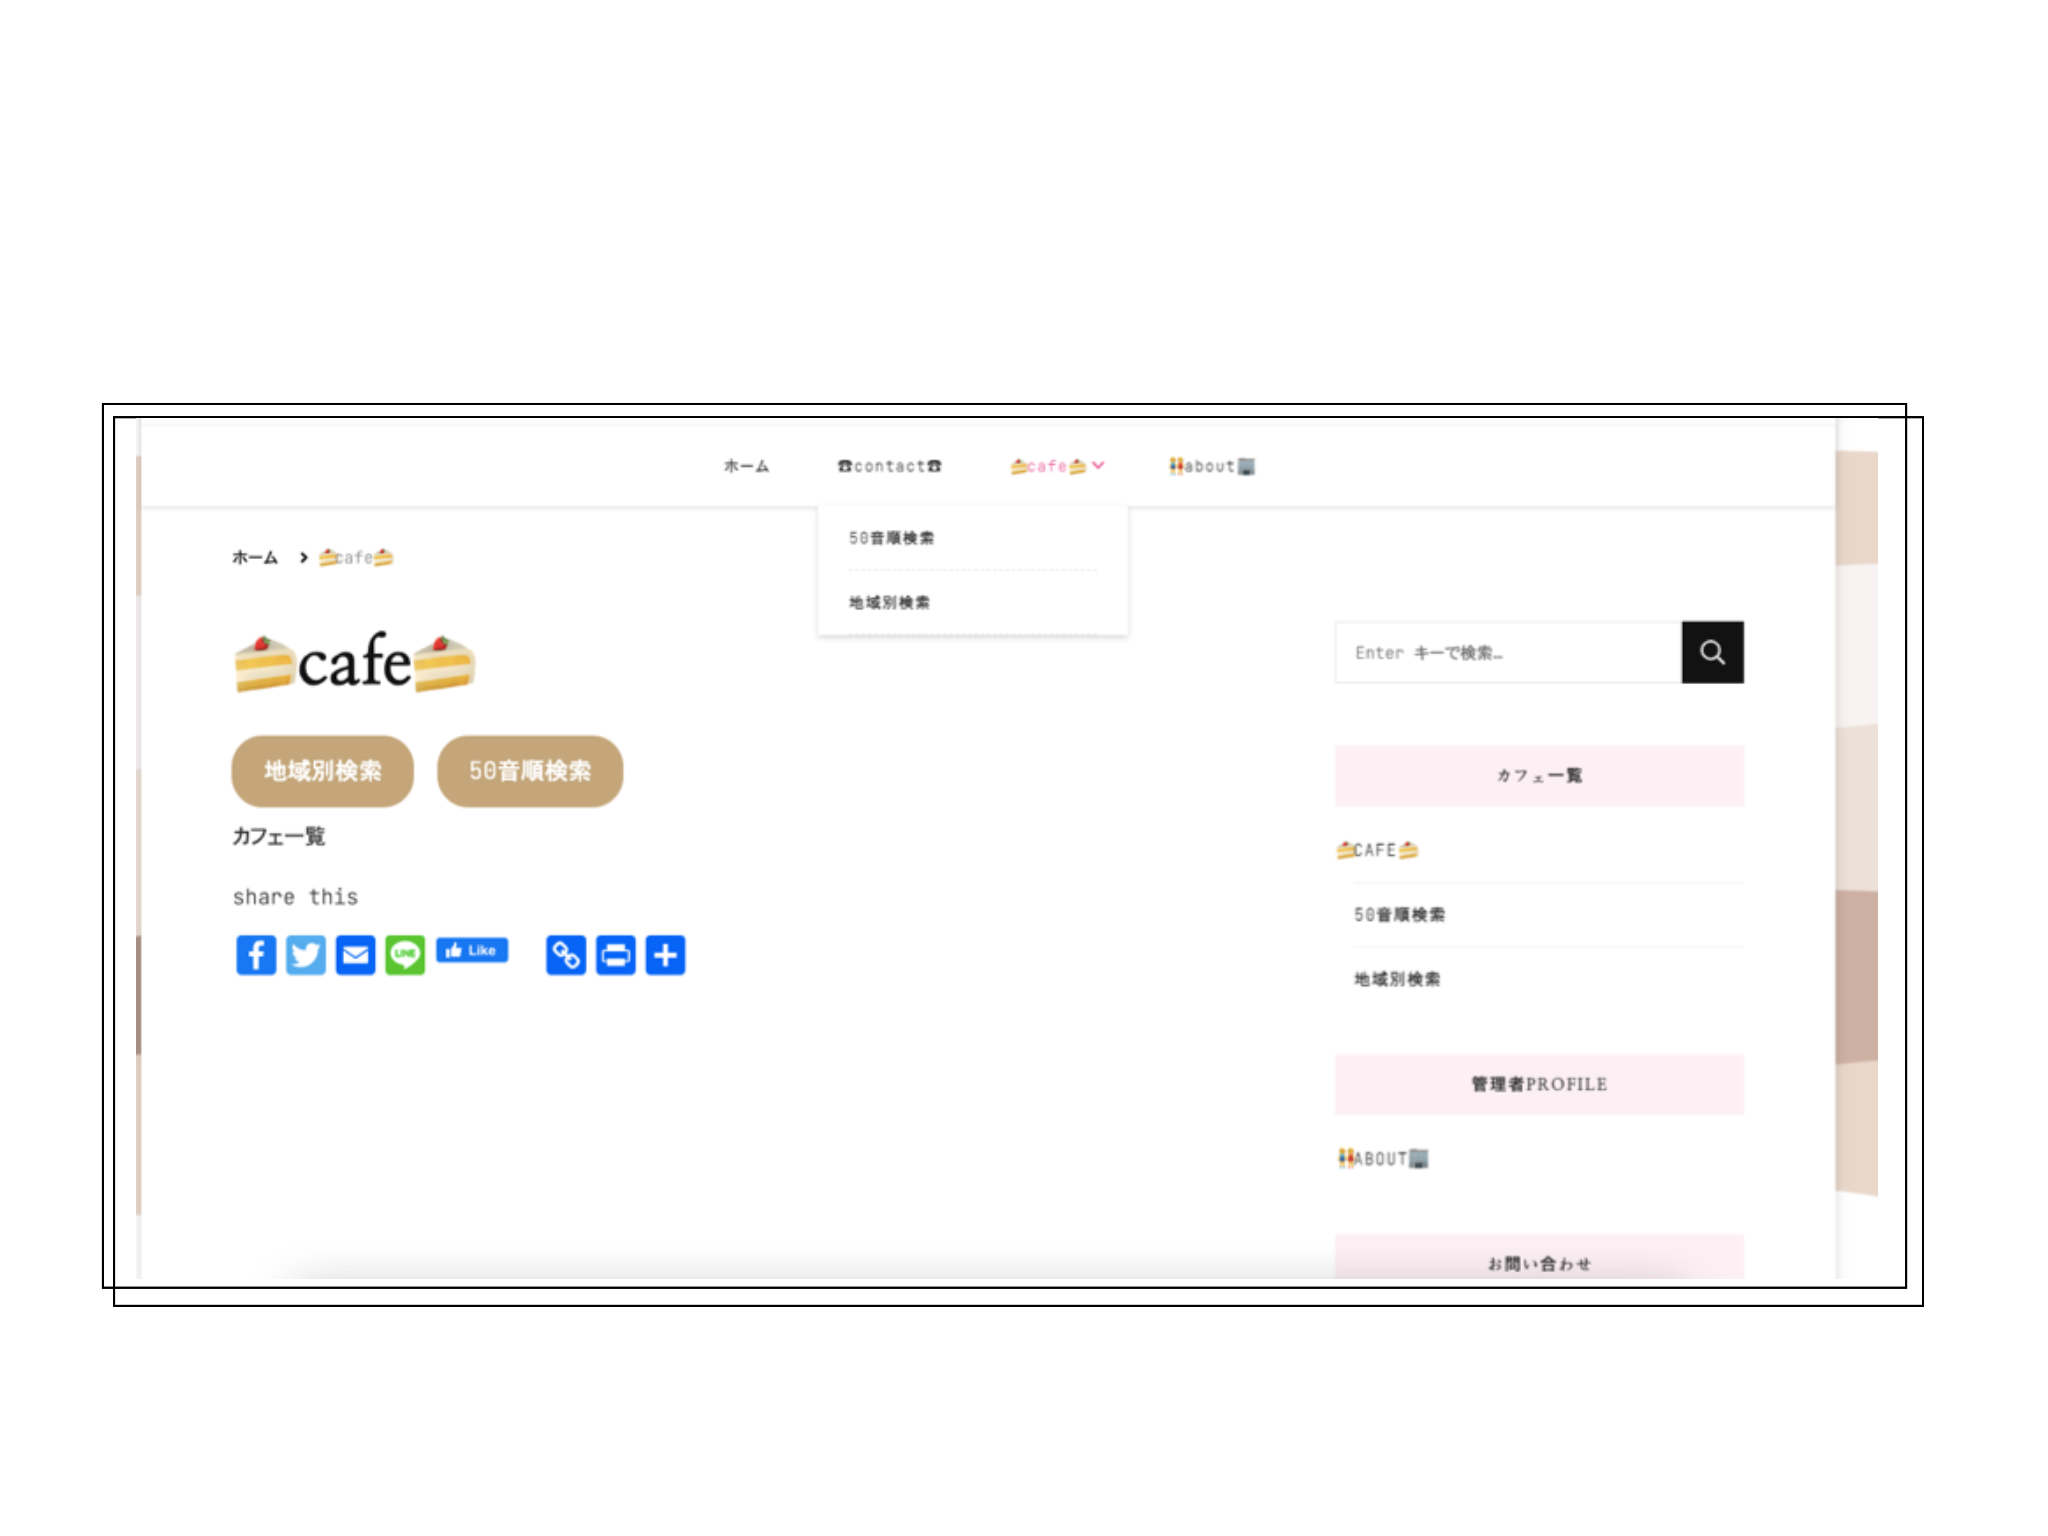 ホーム ☎contact☎ 🍰cafe🍰 👫about🏢
50音順検索
地域別検索
ホーム > 🍰cafe🍰
🍰cafe🍰
地域別検索 50音順検索
カフェ一覧
share this
LINE Like
Enter キーで検索…
カフェ一覧
🍰CAFE🍰
50音順検索
地域別検索
管理者PROFILE
👫ABOUT🏢
お問い合わせ